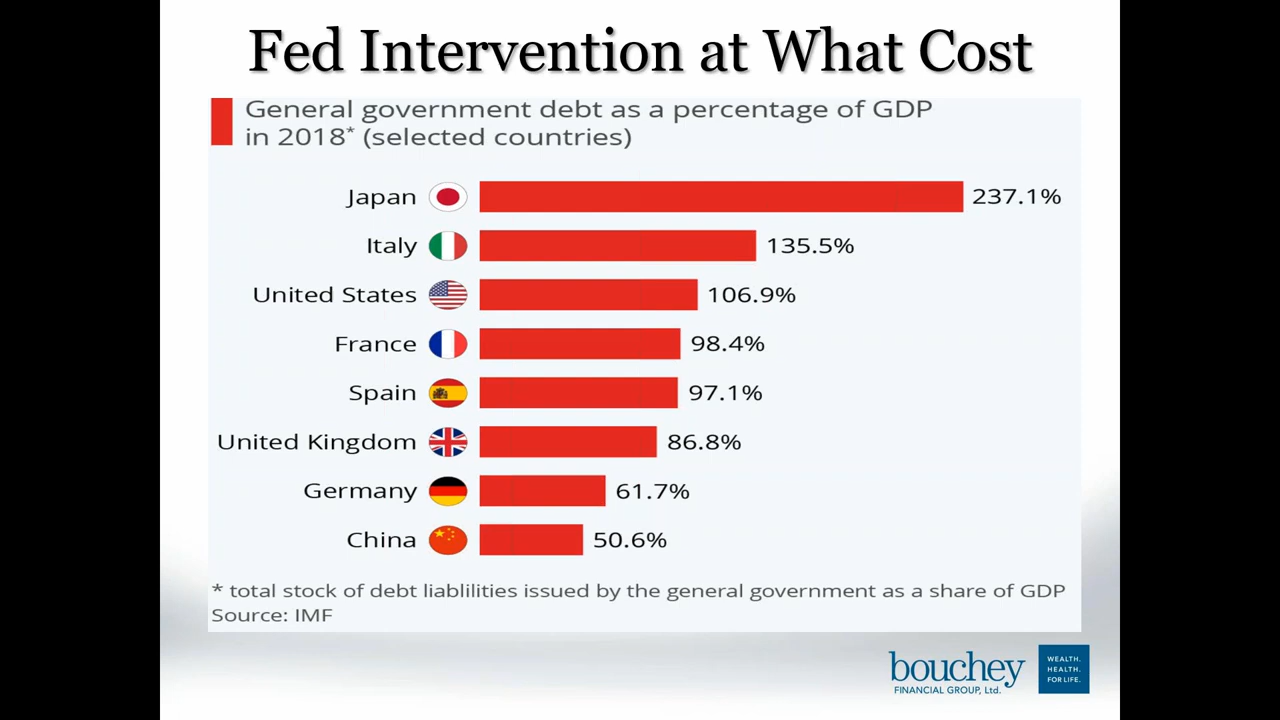 Fed Intervention at What Cost
General government debt as a percentage of GDP
in 2018* (selected countries)
Japan 237.1%
Italy 135.5%
United States 106.9%
France 98.4%
Spain 97.1%
United Kingdom 86.8%
Germany 61.7%
China 50.6%
* total stock of debt liablilities issued by the general government as a share of GDP
Source: IMF
bouchey
FINANCIAL GROUP, Ltd.
WEALTH.
HEALTH.
FOR LIFE.